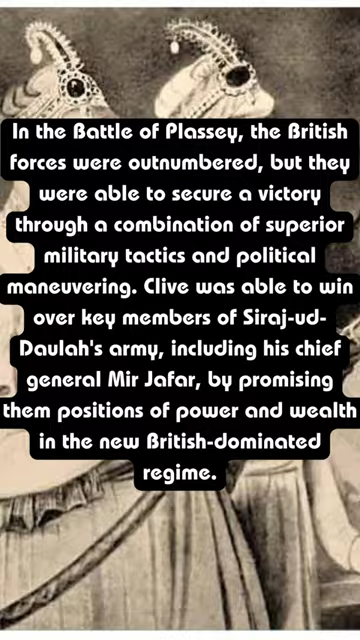 In the Battle of Plassey, the British
forces were outnumbered, but they
were able to secure a victory
through a combination of superior
military tactics and political
maneuvering. Clive was able to win
over key members of Siraj-ud-
Daulah's army, including his chief
general Mir Jafar, by promising
them positions of power and wealth
in the new British-dominated
regime.